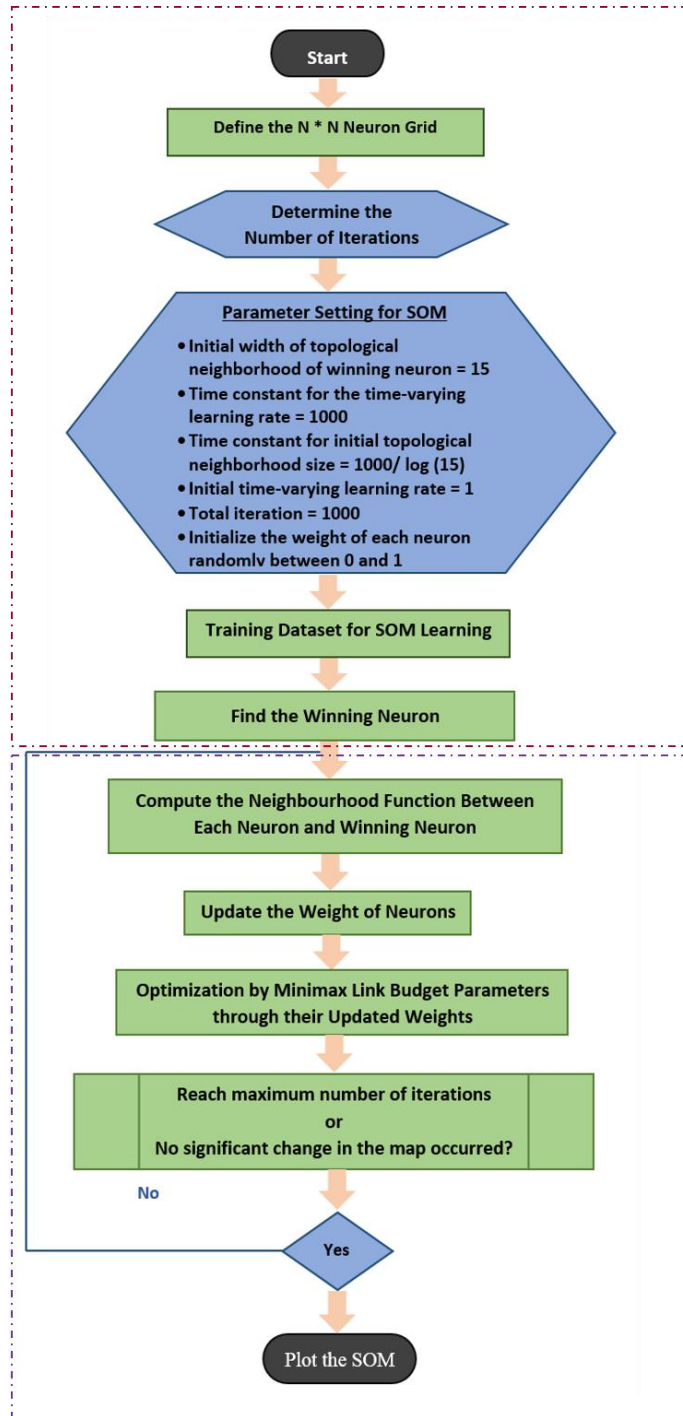 Start
Define the N * N Neuron Grid
Determine the
Number of Iterations
Parameter Setting for SOM
• Initial width of topological
neighborhood of winning neuron = 15
• Time constant for the time-varying
learning rate = 1000
• Time constant for initial topological
neighborhood size = 1000/ log (15)
• Initial time-varying learning rate = 1
• Total iteration = 1000
• Initialize the weight of each neuron
randomly between 0 and 1
Training Dataset for SOM Learning
Find the Winning Neuron
Compute the Neighbourhood Function Between
Each Neuron and Winning Neuron
Update the Weight of Neurons
Optimization by Minimax Link Budget Parameters
through their Updated Weights
Reach maximum number of iterations
or
No significant change in the map occurred?
No
Yes
Plot the SOM